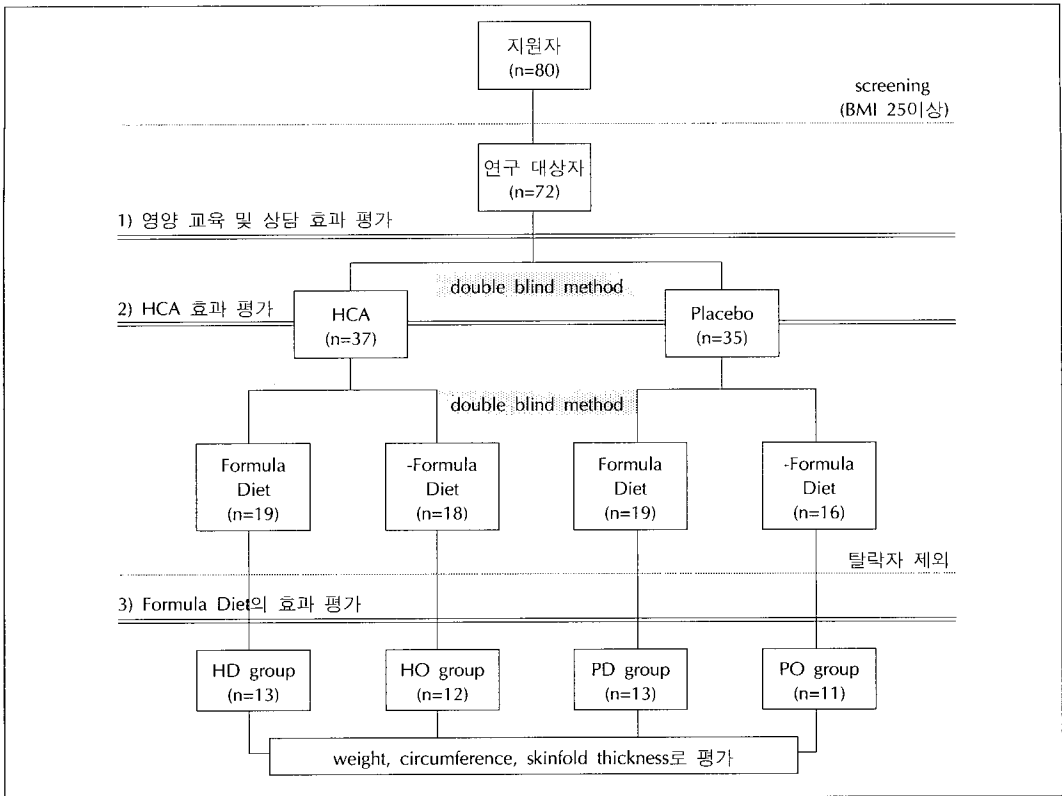 지원자
(n=80)
screening
(BMI 25이상)
연구 대상자
(n=72)
1) 영양 교육 및 상담 효과 평가
double blind method
2) HCA 효과 평가
HCA
(n=37)
Placebo
(n=35)
double blind method
Formula
Diet
(n=19)
-Formula
Diet
(n=18)
Formula
Diet
(n=19)
-Formula
Diet
(n=16)
탈락자 제외
3) Formula Diet의 효과 평가
HD group
(n=13)
HO group
(n=12)
PD group
(n=13)
PO group
(n=11)
weight, circumference, skinfold thickness로 평가